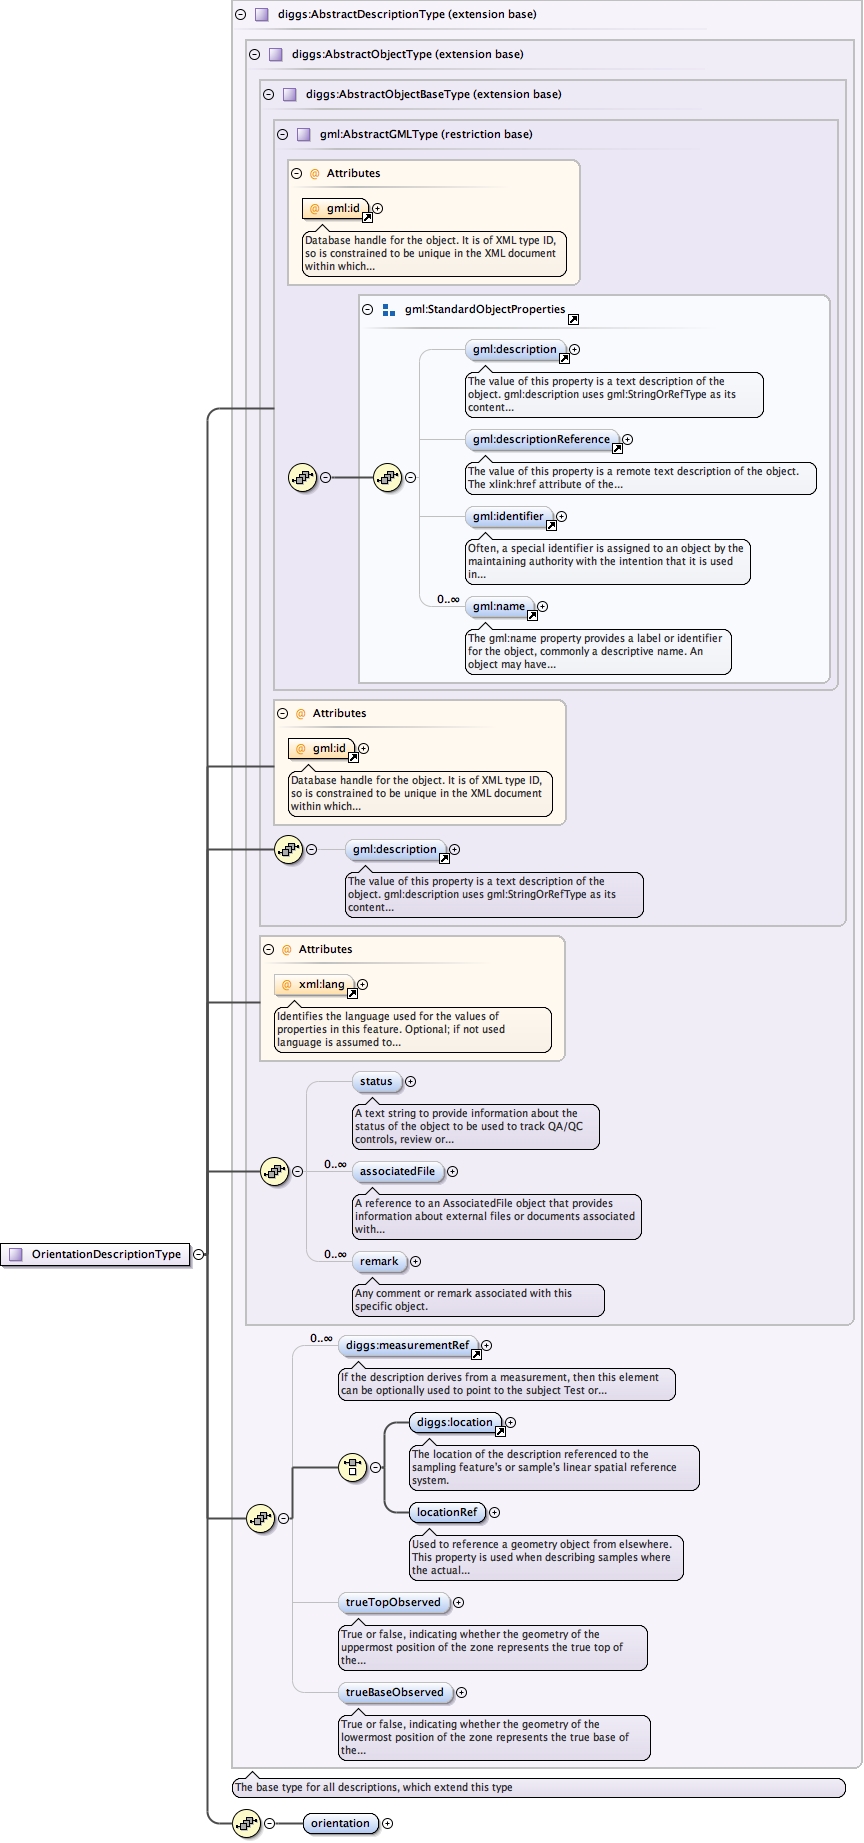 diggs:AbstractDescriptionType (extension base)
diggs:AbstractObjectType (extension base)
diggs:AbstractObjectBaseType (extension base)
gml:AbstractGMLType (restriction base)
@ Attributes
@ gml:id
Database handle for the object. It is of XML type ID,
so is constrained to be unique in the XML document
within which...
gml:StandardObjectProperties
gml:description
The value of this property is a text description of the
object. gml:description uses gml:StringOrRefType as its
content...
gml:descriptionReference
The value of this property is a remote text description of the object.
The xlink:href attribute of the...
gml:identifier
Often, a special identifier is assigned to an object by the
maintaining authority with the intention that it is used
in...
0..∞
gml:name
The gml:name property provides a label or identifier
for the object, commonly a descriptive name. An
object may have...
@ Attributes
@ gml:id
Database handle for the object. It is of XML type ID,
so is constrained to be unique in the XML document
within which...
gml:description
The value of this property is a text description of the
object. gml:description uses gml:StringOrRefType as its
content...
@ Attributes
@ xml:lang
Identifies the language used for the values of
properties in this feature. Optional; if not used
language is assumed to...
status
A text string to provide information about the
status of the object to be used to track QA/QC
controls, review or...
0..∞
associatedFile
A reference to an AssociatedFile object that provides
information about external files or documents associated
with...
OrientationDescriptionType
0..∞
remark
Any comment or remark associated with this
specific object.
0..∞
diggs:measurementRef
If the description derives from a measurement, then this element
can be optionally used to point to the subject Test or...
diggs:location
The location of the description referenced to the
sampling feature's or sample's linear spatial reference
system.
locationRef
Used to reference a geometry object from elsewhere.
This property is used when describing samples where
the actual...
trueTopObserved
True or false, indicating whether the geometry of the
uppermost position of the zone represents the true top of
the...
trueBaseObserved
True or false, indicating whether the geometry of the
lowermost position of the zone represents the true base of
the...
The base type for all descriptions, which extend this type
orientation